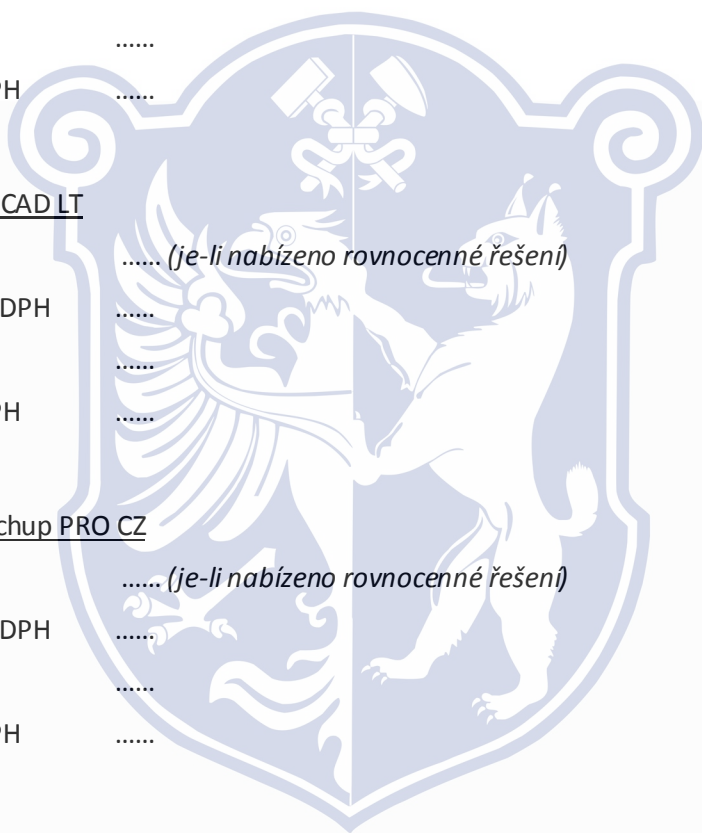 ......
PH ......
CAD LT
...... (je-li nabízeno rovnocenné řešení)
DPH ......
......
PH ......
chup PRO CZ
...... (je-li nabízeno rovnocenné řešení)
DPH ......
......
PH ......